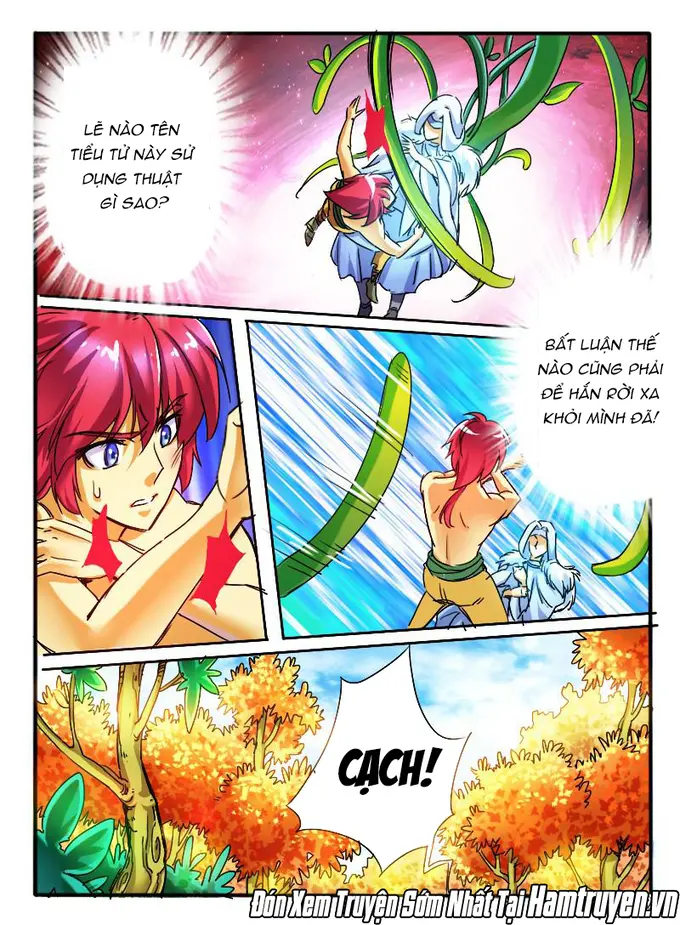 LẼ NÀO TÊN
TIỂU TỬ NÀY SỬ
DỤNG THUẬT
GÌ SAO?
BẤT LUẬN THẾ
NÀO CŨNG PHẢI
ĐỂ HẮN RỜI XA
KHỎI MÌNH ĐÃ!
CẠCH!
Đón Xem Truyện Sớm Nhất Tại Hamtruyen.vn